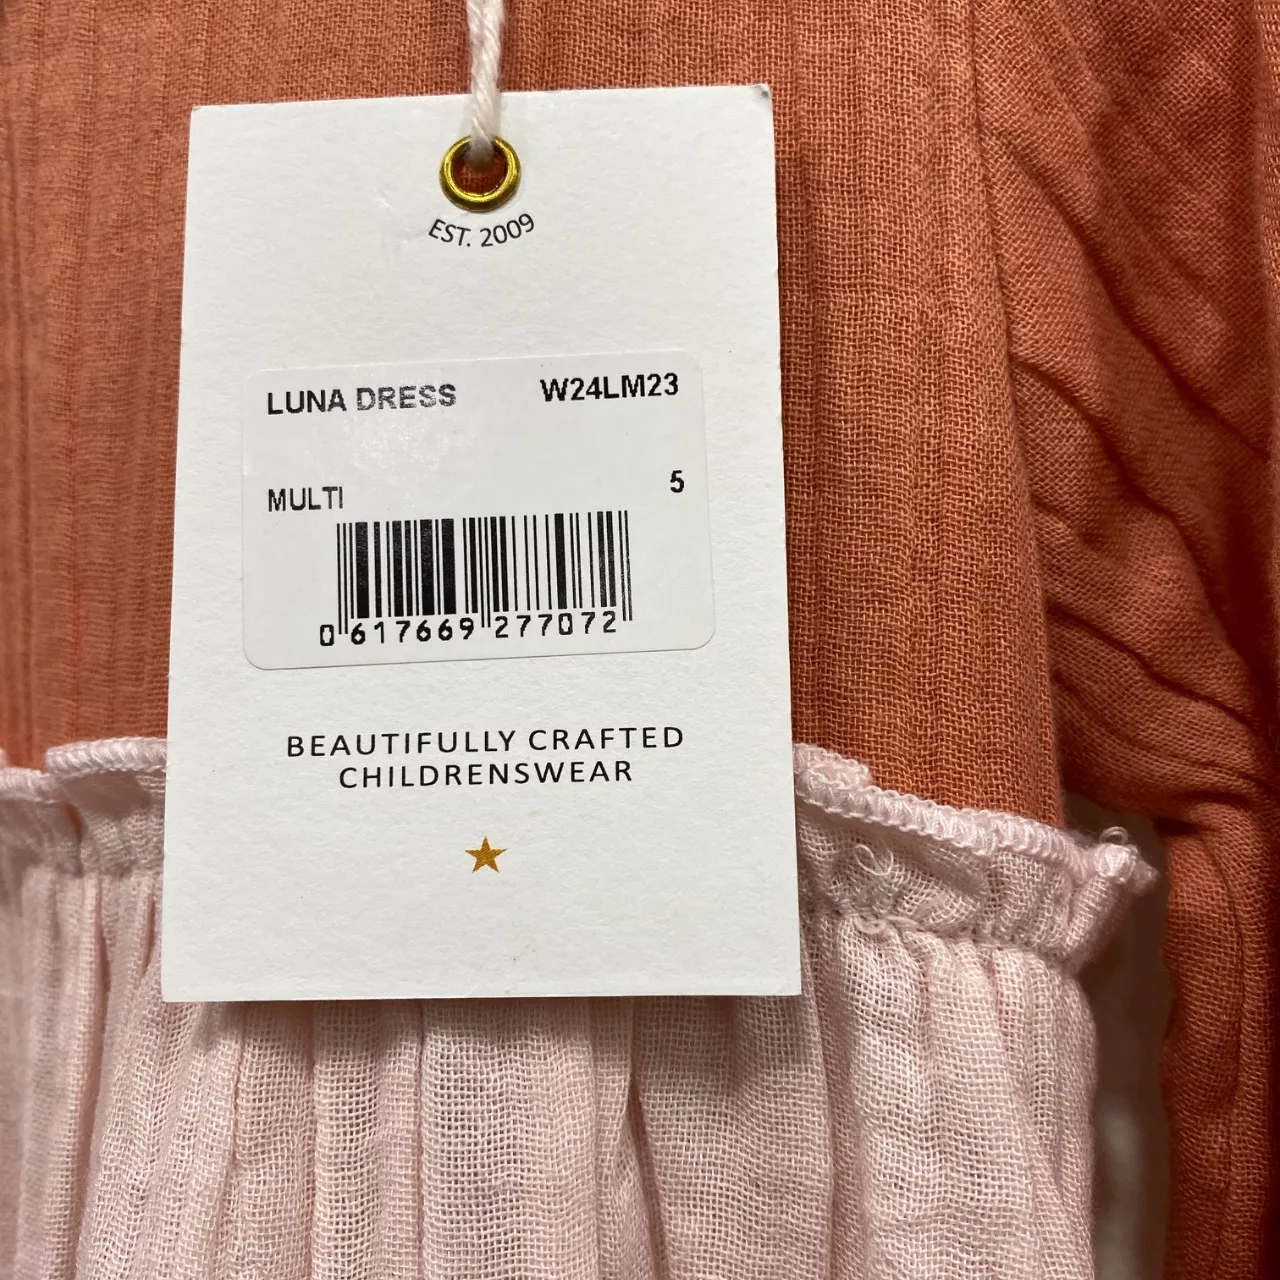 EST. 2009
LUNA DRESS W24LM23
MULTI 5
0 617669 277072
BEAUTIFULLY CRAFTED
CHILDRENSWEAR